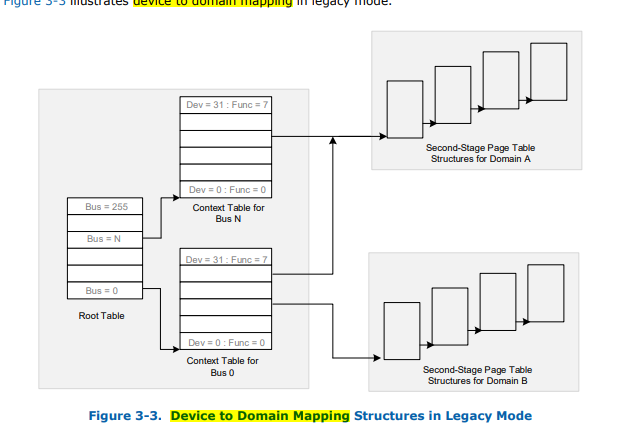 Figure 3-3 illustrates device to domain mapping in legacy mode.
Dev = 31 : Func = 7
Dev = 0 : Func = 0
Context Table for
Bus N
Bus = 255
Bus = N
Bus = 0
Root Table
Dev = 31 : Func = 7
Dev = 0 : Func = 0
Context Table for
Bus 0
Second-Stage Page Table
Structures for Domain A
Second-Stage Page Table
Structures for Domain B
Figure 3-3. Device to Domain Mapping Structures in Legacy Mode